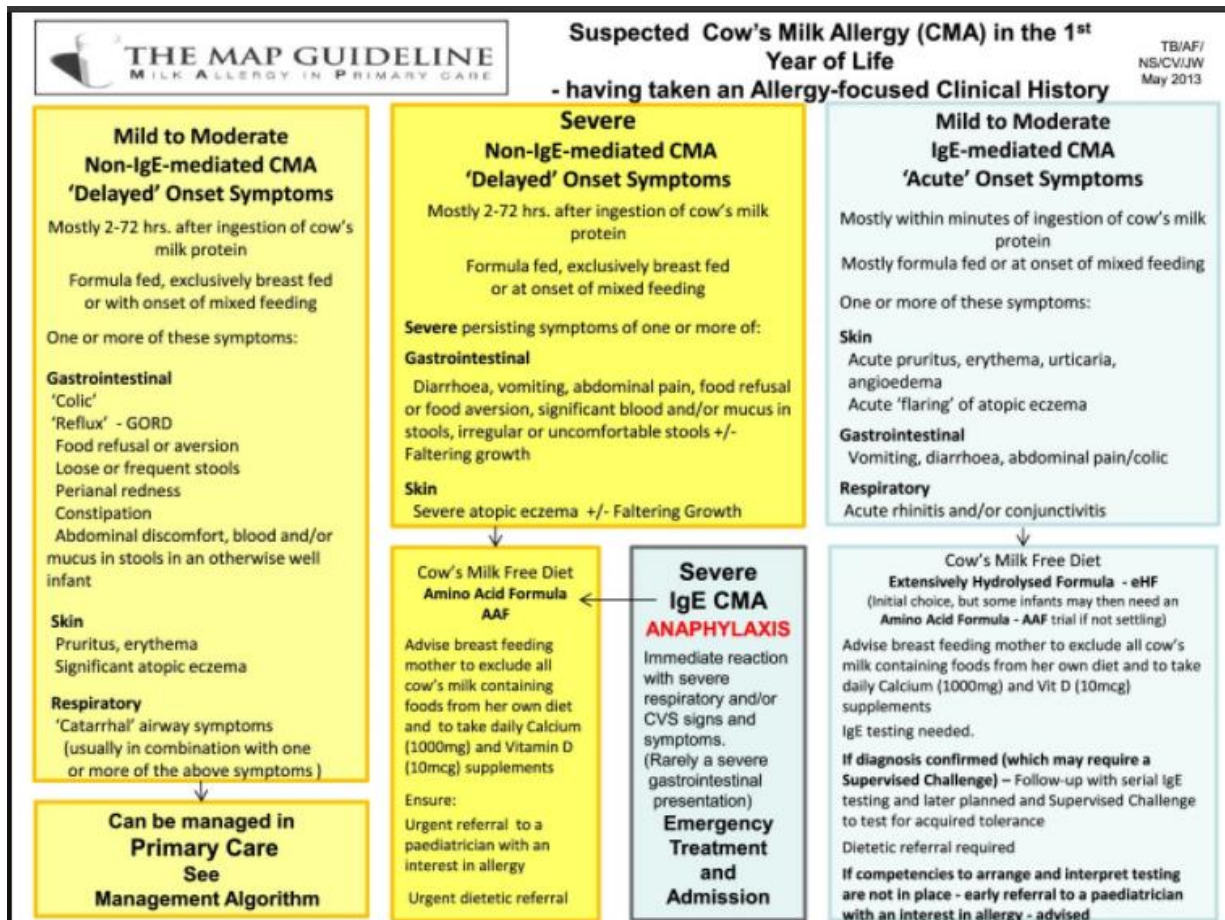 THE MAP GUIDELINE
MILK ALLERGY IN PRIMARY CARE
Suspected Cow's Milk Allergy (CMA) in the 1st
Year of Life
- having taken an Allergy-focused Clinical History
TB/AF/
NS/CV/JW
May 2013
Mild to Moderate
Non-IgE-mediated CMA
'Delayed' Onset Symptoms
Mostly 2-72 hrs. after ingestion of cow's
milk protein
Formula fed, exclusively breast fed
or with onset of mixed feeding
One or more of these symptoms:
Gastrointestinal
'Colic'
'Reflux' - GORD
Food refusal or aversion
Loose or frequent stools
Perianal redness
Constipation
Abdominal discomfort, blood and/or
mucus in stools in an otherwise well
infant
Skin
Pruritus, erythema
Significant atopic eczema
Respiratory
'Catarrhal' airway symptoms
(usually in combination with one
or more of the above symptoms )
Can be managed in
Primary Care
See
Management Algorithm
Severe
Non-IgE-mediated CMA
'Delayed' Onset Symptoms
Mostly 2-72 hrs. after ingestion of cow's milk
protein
Formula fed, exclusively breast fed
or at onset of mixed feeding
Severe persisting symptoms of one or more of:
Gastrointestinal
Diarrhoea, vomiting, abdominal pain, food refusal
or food aversion, significant blood and/or mucus in
stools, irregular or uncomfortable stools +/-
Faltering growth
Skin
Severe atopic eczema +/- Faltering Growth
Cow's Milk Free Diet
Amino Acid Formula
AAF
Advise breast feeding
mother to exclude all
cow's milk containing
foods from her own diet
and to take daily Calcium
(1000mg) and Vitamin D
(10mcg) supplements
Ensure:
Urgent referral to a
paediatrician with an
interest in allergy
Urgent dietetic referral
Severe
IgE CMA
ANAPHYLAXIS
Immediate reaction
with severe
respiratory and/or
CVS signs and
symptoms.
(Rarely a severe
gastrointestinal
presentation)
Emergency
Treatment
and
Admission
Mild to Moderate
IgE-mediated CMA
'Acute' Onset Symptoms
Mostly within minutes of ingestion of cow's milk
protein
Mostly formula fed or at onset of mixed feeding
One or more of these symptoms:
Skin
Acute pruritus, erythema, urticaria,
angioedema
Acute 'flaring' of atopic eczema
Gastrointestinal
Vomiting, diarrhoea, abdominal pain/colic
Respiratory
Acute rhinitis and/or conjunctivitis
Cow's Milk Free Diet
Extensively Hydrolysed Formula - eHF
(Initial choice, but some infants may then need an
Amino Acid Formula - AAF trial if not settling)
Advise breast feeding mother to exclude all cow's
milk containing foods from her own diet and to take
daily Calcium (1000mg) and Vit D (10mcg)
supplements
IgE testing needed.
If diagnosis confirmed (which may require a
Supervised Challenge) – Follow-up with serial IgE
testing and later planned and Supervised Challenge
to test for acquired tolerance
Dietetic referral required
If competencies to arrange and interpret testing
are not in place - early referral to a paediatrician
with an interest in allergy - advised